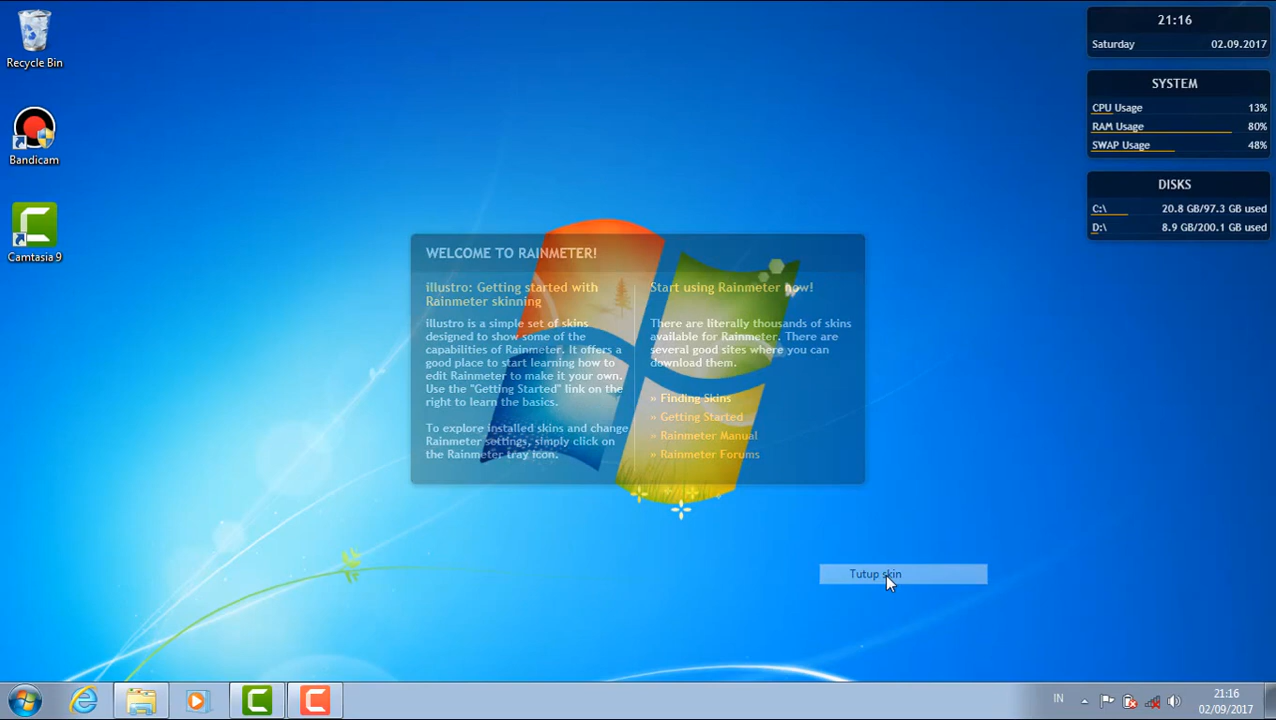 Recycle Bin
Bandicam
Camtasia 9
21:16
Saturday 02.09.2017
SYSTEM
CPU Usage 13%
RAM Usage 80%
SWAP Usage 48%
DISKS
C:\ 20.8 GB/97.3 GB used
D:\ 8.9 GB/200.1 GB used
WELCOME TO RAINMETER!
illustro: Getting started with
Rainmeter skinning
illustro is a simple set of skins
designed to show some of the
capabilities of Rainmeter. It offers a
good place to start learning how to
edit Rainmeter to make it your own.
Use the "Getting Started" link on the
right to learn the basics.
To explore installed skins and change
Rainmeter settings, simply click on
the Rainmeter tray icon.
Start using Rainmeter now!
There are literally thousands of skins
available for Rainmeter. There are
several good sites where you can
download them.
» Finding Skins
» Getting Started
» Rainmeter Manual
» Rainmeter Forums
Tutup skin
IN
21:16
02/09/2017